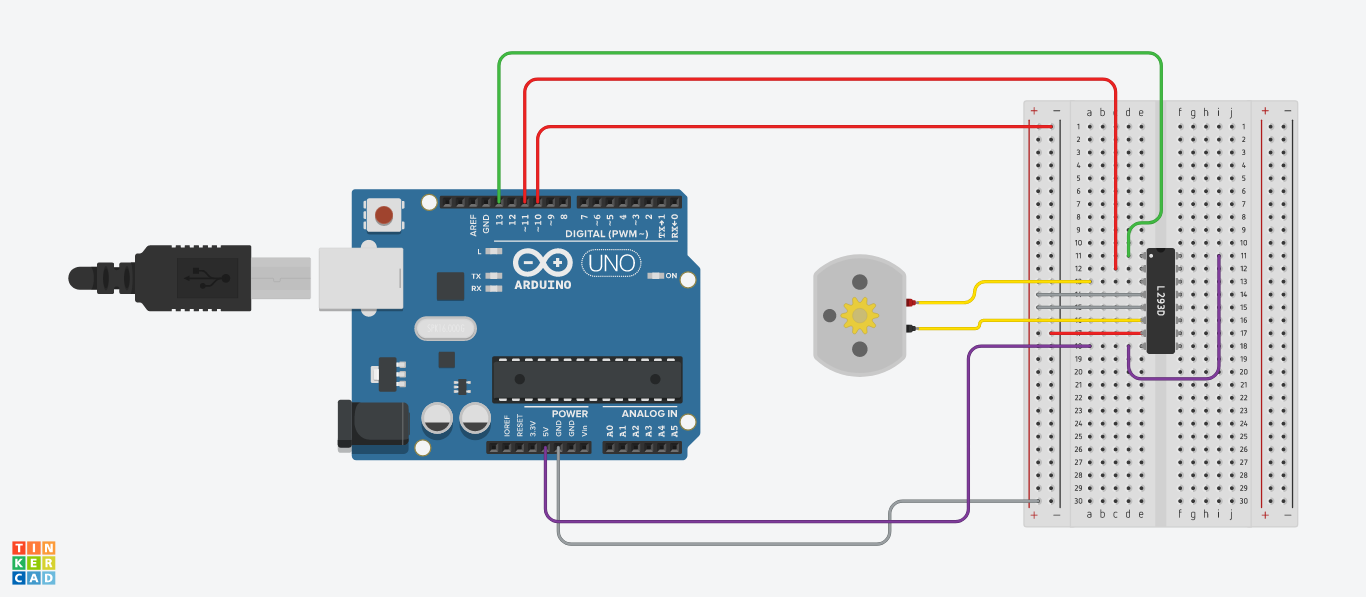 + − a b c d e f g h i j + −
1 1
2 2
3 3
4 4
5 5
6 6
7 7
8 8
9 9
10 10
11 11
12 12
13 13
14 14
15 15
16 16
17 17
18 18
19 19
20 20
21 21
22 22
23 23
24 24
25 25
26 26
27 27
28 28
29 29
30 30
+ − a b c d e f g h i j + −
L293D
AREF GND 13 12 ~11 ~10 ~9 8 7 ~6 ~5 4 ~3 2 TX→1 RX←0
DIGITAL (PWM~)
L
TX
RX
UNO
ARDUINO
ON
POWER ANALOG IN
IOREF RESET 3.3V 5V GND GND Vin A0 A1 A2 A3 A4 A5
TIN
KER
CAD